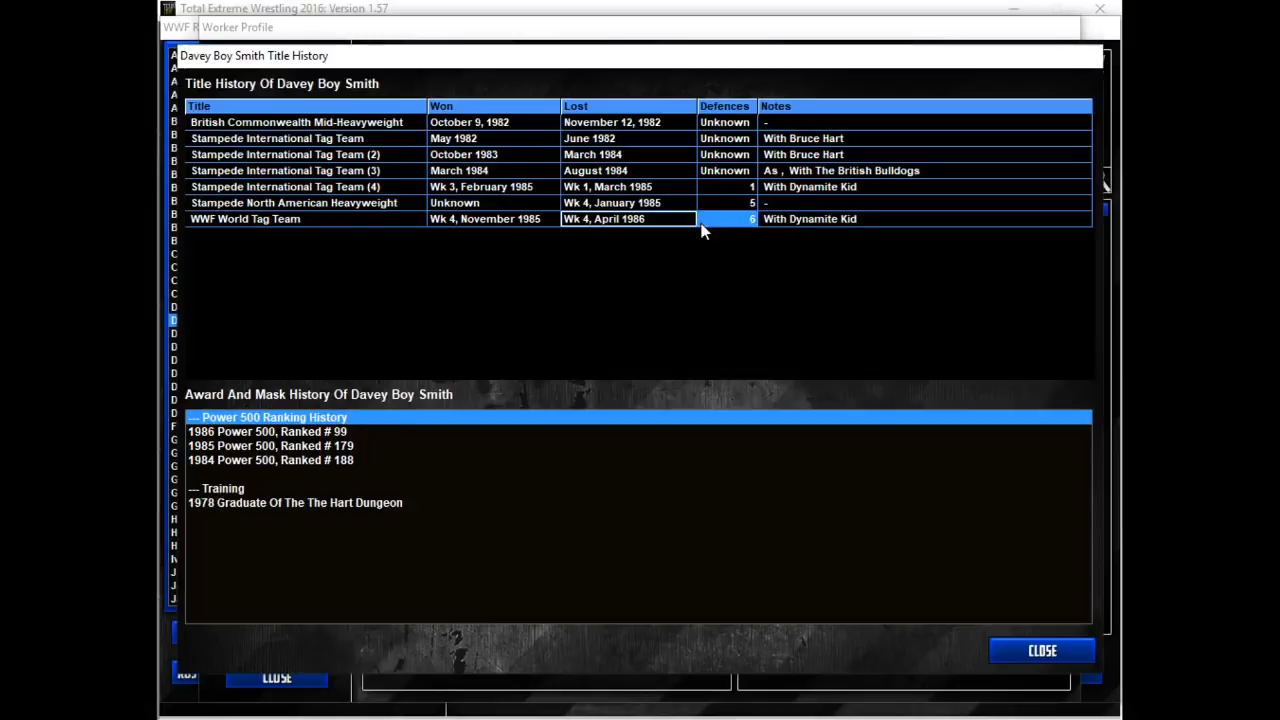 Total Extreme Wrestling 2016: Version 1.57
WWF R Worker Profile
Davey Boy Smith Title History
Title History Of Davey Boy Smith
Title Won Lost Defences Notes
British Commonwealth Mid-Heavyweight October 9, 1982 November 12, 1982 Unknown -
Stampede International Tag Team May 1982 June 1982 Unknown With Bruce Hart
Stampede International Tag Team (2) October 1983 March 1984 Unknown With Bruce Hart
Stampede International Tag Team (3) March 1984 August 1984 Unknown As , With The British Bulldogs
Stampede International Tag Team (4) Wk 3, February 1985 Wk 1, March 1985 1 With Dynamite Kid
Stampede North American Heavyweight Unknown Wk 4, January 1985 5 -
WWF World Tag Team Wk 4, November 1985 Wk 4, April 1986 6 With Dynamite Kid
Award And Mask History Of Davey Boy Smith
--- Power 500 Ranking History
1986 Power 500, Ranked # 99
1985 Power 500, Ranked # 179
1984 Power 500, Ranked # 188
--- Training
1978 Graduate Of The The Hart Dungeon
CLOSE
CLOSE